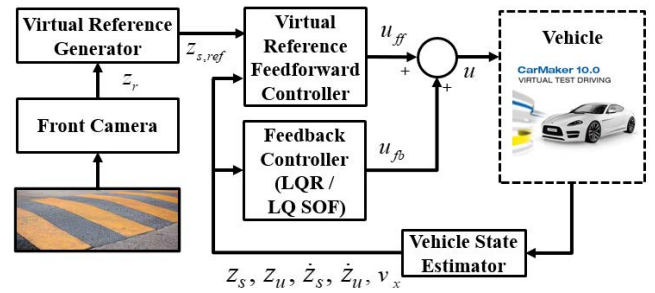 Virtual Reference
Generator
z_r
Front Camera
z_{s,ref}
Virtual
Reference
Feedforward
Controller
Feedback
Controller
(LQR /
LQ SOF)
u_{ff}
+
+
u_{fb}
u
Vehicle
CarMaker 10.0
VIRTUAL TEST DRIVING
Vehicle State
Estimator
z_s, z_u, ż_s, ż_u, v_x